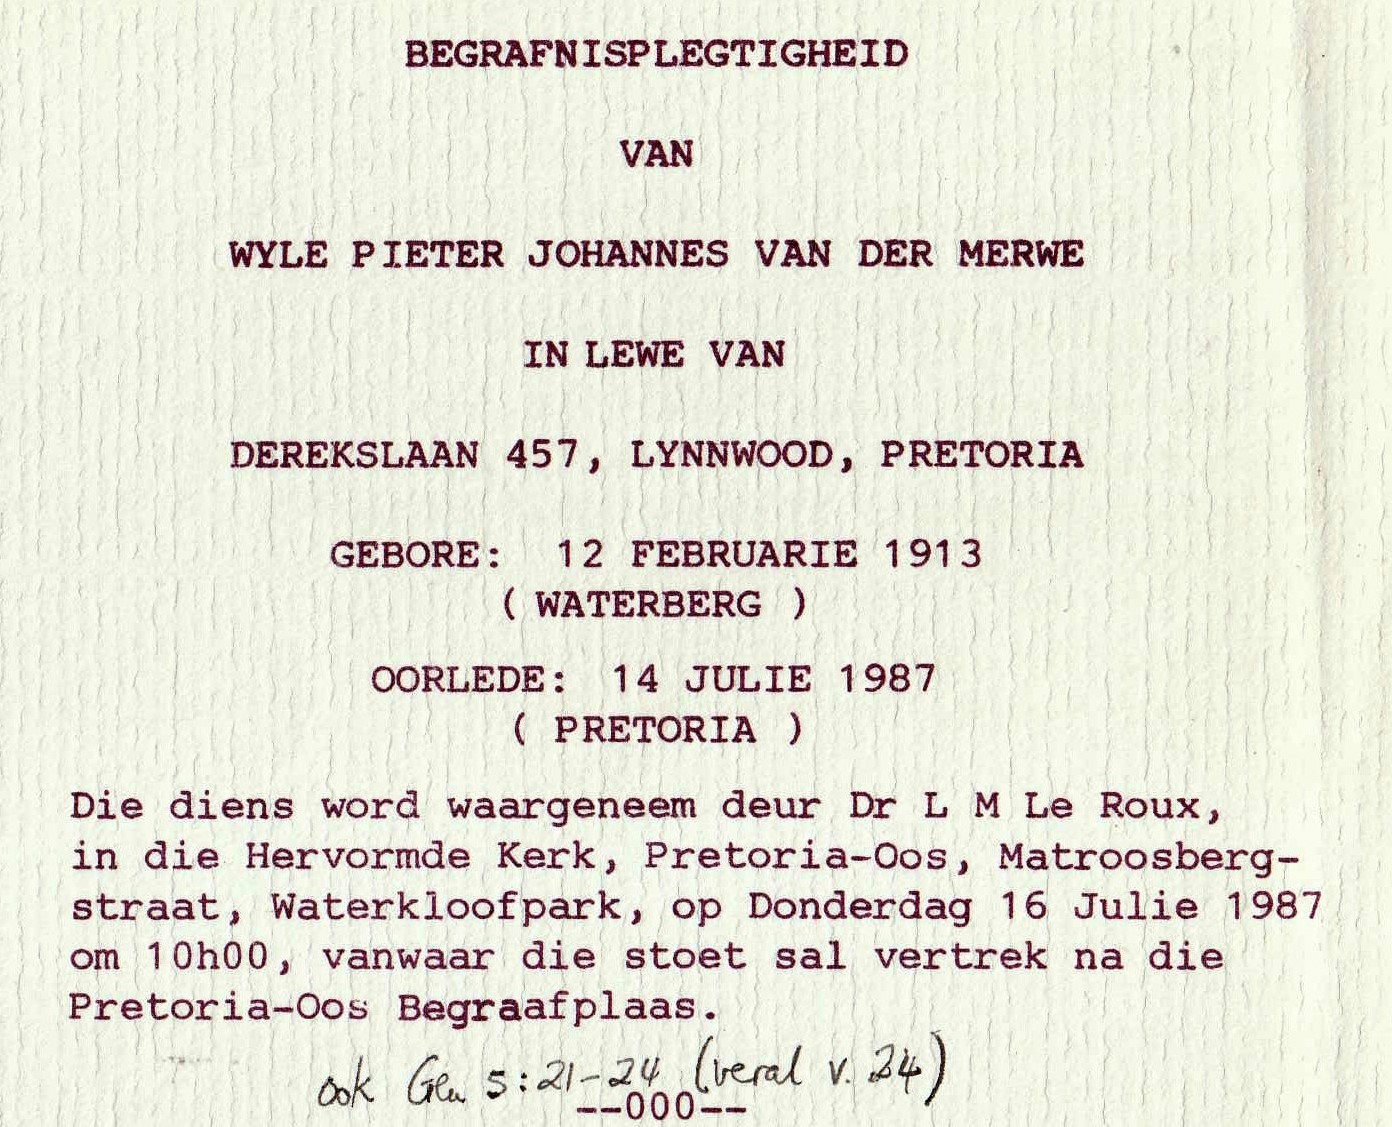 BEGRAFNISPLEGTIGHEID
VAN
WYLE PIETER JOHANNES VAN DER MERWE
IN LEWE VAN
DEREKSLAAN 457, LYNNWOOD, PRETORIA
GEBORE: 12 FEBRUARIE 1913
( WATERBERG )
OORLEDE: 14 JULIE 1987
( PRETORIA )
Die diens word waargeneem deur Dr L M Le Roux,
in die Hervormde Kerk, Pretoria-Oos, Matroosberg-
straat, Waterkloofpark, op Donderdag 16 Julie 1987
om 10h00, vanwaar die stoet sal vertrek na die
Pretoria-Oos Begraafplaas.
ook Gen 5:21-24 (veral v. 24)
--000--